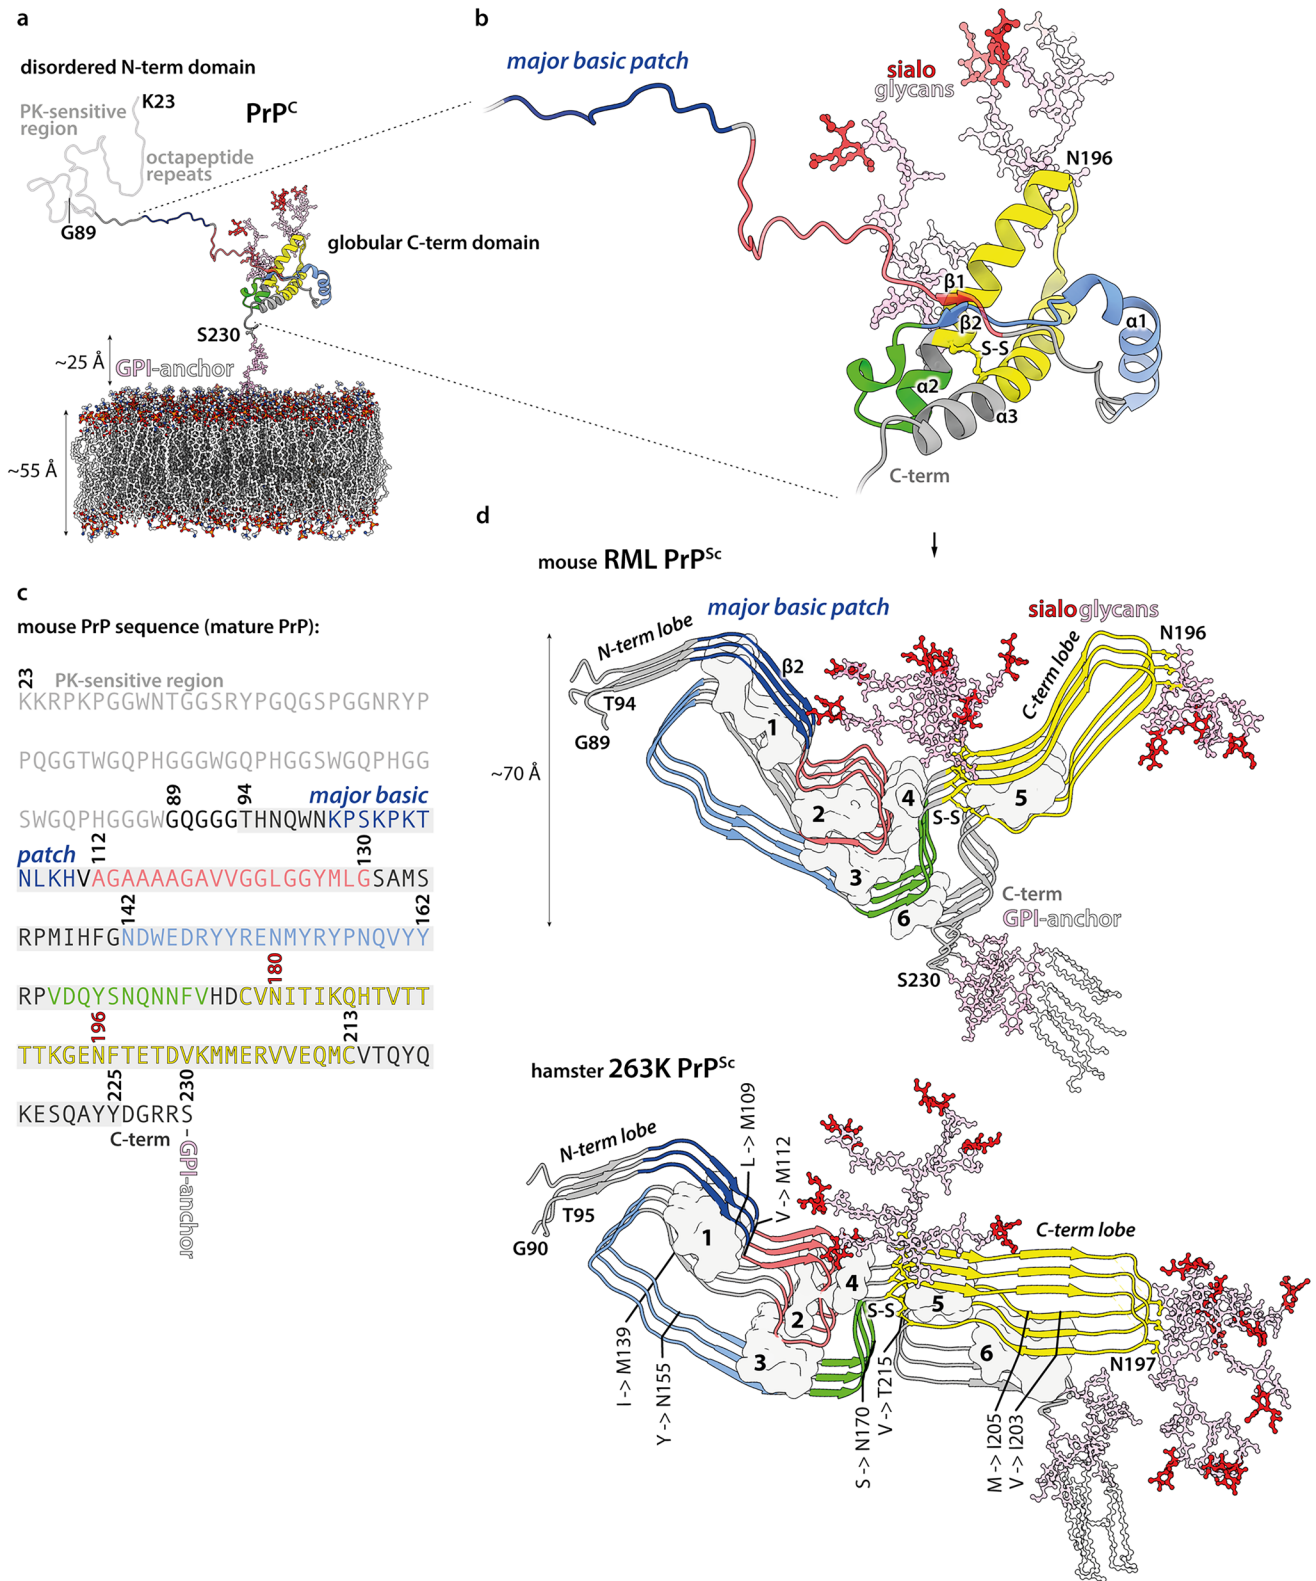 a
disordered N-term domain
K23
PrPC
PK-sensitive
region
octapeptide
repeats
G89
globular C-term domain
S230
~25 Å
GPI-anchor
~55 Å
b
major basic patch
sialo
glycans
N196
β1
β2
S-S
α1
α2
α3
C-term
c
mouse PrP sequence (mature PrP):
23
PK-sensitive region
KKRPKPGGWNTGGSRYPGQGSPGGNRYP
PQGGTWGQPHGGGWGQPHGGSWGQPHGG
89
94
major basic
SWGQPHGGGWGQGGGTHNQWNKPSKPKT
patch
112
130
NLKHVAGAAAAGAVVGGLGGYMLGSAMS
142
162
RPMIHFGNDWEDRYYRENMYRYPNQVYY
180
RPVDQYSNQNNFVHDCVNITIKQHTVTT
196
213
TTKGENFTETDVKMMERVVEQMCVTQYQ
225
230
KESQAYYDGRRS
C-term
-GPI-anchor
d
mouse RML PrPSc
major basic patch
sialoglycans
N-term lobe
β2
C-term lobe
N196
T94
G89
~70 Å
1
2
3
4
5
6
S-S
C-term
GPI-anchor
S230
hamster 263K PrPSc
N-term lobe
L -> M109
V -> M112
T95
G90
C-term lobe
1
2
3
4
5
6
S-S
N197
I -> M139
Y -> N155
S -> N170
V -> T215
M -> I205
V -> I203